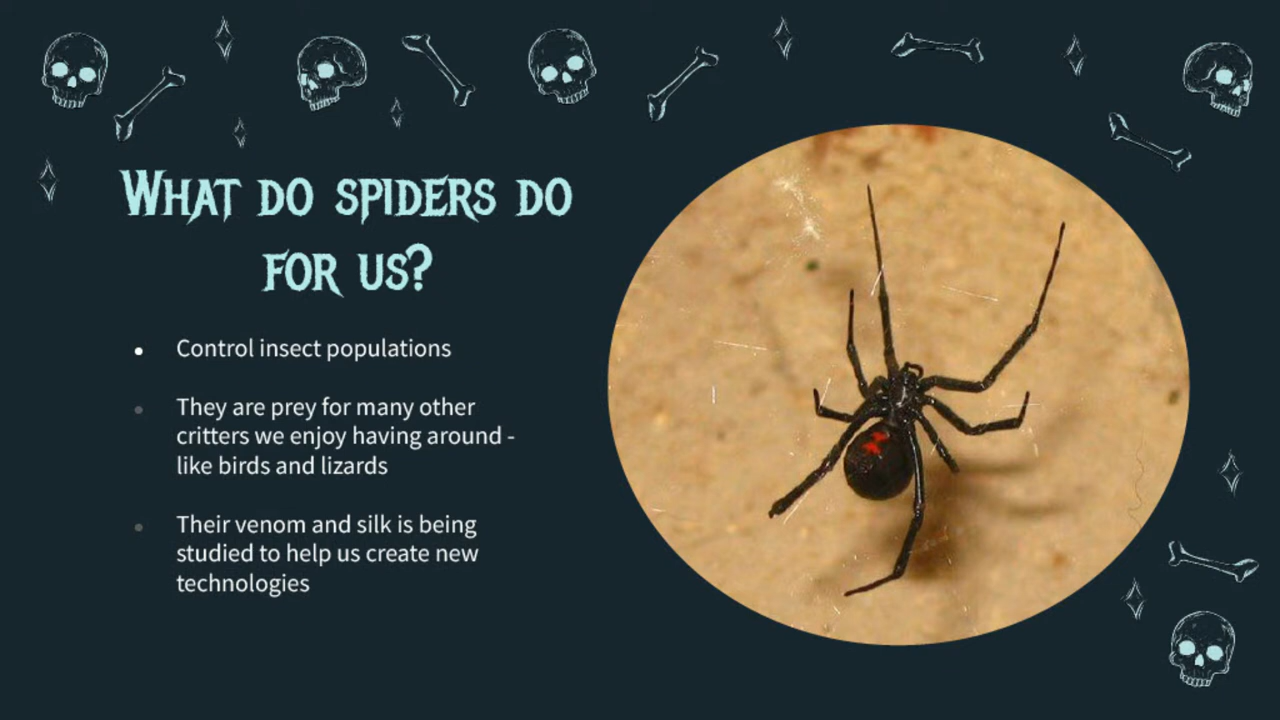 What do spiders do
for us?
Control insect populations
They are prey for many other
critters we enjoy having around -
like birds and lizards
Their venom and silk is being
studied to help us create new
technologies